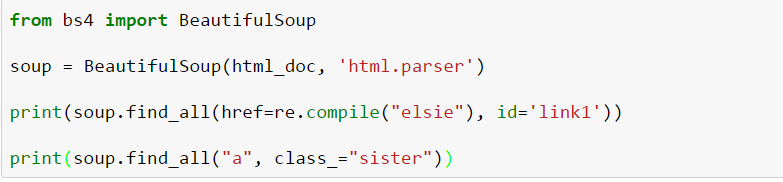 from bs4 import BeautifulSoup
soup = BeautifulSoup(html_doc, 'html.parser')
print(soup.find_all(href=re.compile("elsie"), id='link1'))
print(soup.find_all("a", class_="sister"))